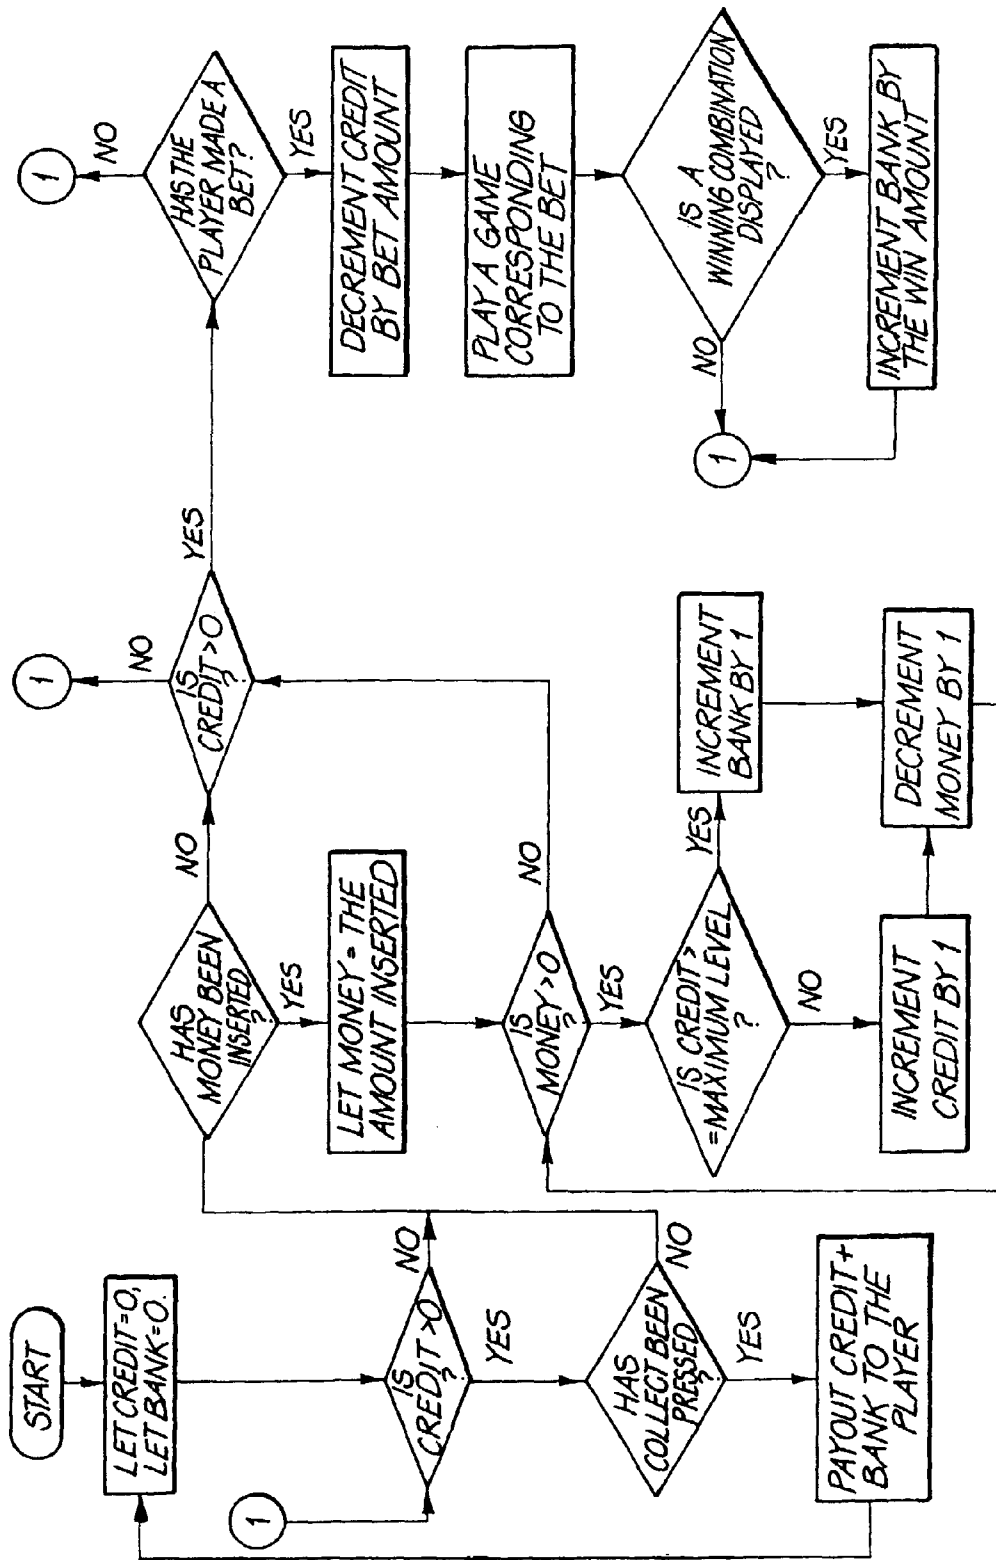 START
LET CREDIT=0,
LET BANK=0.
1
IS
CREDIT >0
?
NO
YES
HAS
COLLECT BEEN
PRESSED
?
NO
YES
PAYOUT CREDIT+
BANK TO THE
PLAYER
HAS
MONEY BEEN
INSERTED
?
NO
YES
LET MONEY = THE
AMOUNT INSERTED
IS
MONEY >0
?
NO
YES
IS CREDIT >
=MAXIMUM LEVEL
?
YES
NO
INCREMENT
CREDIT BY 1
INCREMENT
BANK BY 1
DECREMENT
MONEY BY 1
1
NO
IS
CREDIT >0
?
YES
1
NO
HAS THE
PLAYER MADE A
BET?
YES
DECREMENT CREDIT
BY BET AMOUNT
PLAY A GAME
CORRESPONDING
TO THE BET
IS A
WINNING COMBINATION
DISPLAYED
?
NO
YES
1
INCREMENT BANK BY
THE WIN AMOUNT